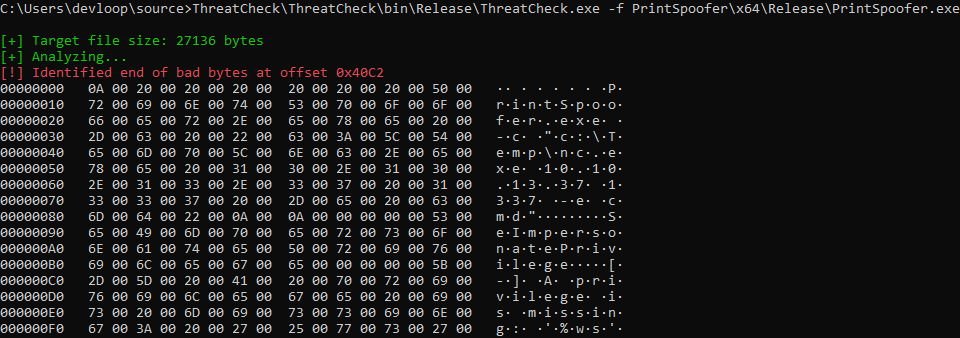 C:\Users\devloop\source>ThreatCheck\ThreatCheck\bin\Release\ThreatCheck.exe -f PrintSpoofer\x64\Release\PrintSpoofer.exe
[+] Target file size: 27136 bytes
[+] Analyzing...
[!] Identified end of bad bytes at offset 0x40C2
00000000   0A 00 20 00 20 00 20 00  20 00 20 00 20 00 50 00   ·· · · · · · ·P·
00000010   72 00 69 00 6E 00 74 00  53 00 70 00 6F 00 6F 00   r·i·n·t·S·p·o·o·
00000020   66 00 65 00 72 00 2E 00  65 00 78 00 65 00 20 00   f·e·r·.·e·x·e· ·
00000030   2D 00 63 00 20 00 22 00  63 00 3A 00 5C 00 54 00   -·c· ·"·c·:·\·T·
00000040   65 00 6D 00 70 00 5C 00  6E 00 63 00 2E 00 65 00   e·m·p·\·n·c·.·e·
00000050   78 00 65 00 20 00 31 00  30 00 2E 00 31 00 30 00   x·e· ·1·0·.·1·0·
00000060   2E 00 31 00 33 00 2E 00  33 00 37 00 20 00 31 00   .·1·3·.·3·7· ·1·
00000070   33 00 33 00 37 00 20 00  2D 00 65 00 20 00 63 00   3·3·7· ·-·e· ·c·
00000080   6D 00 64 00 22 00 0A 00  0A 00 00 00 00 00 53 00   m·d·"·········S·
00000090   65 00 49 00 6D 00 70 00  65 00 72 00 73 00 6F 00   e·I·m·p·e·r·s·o·
000000A0   6E 00 61 00 74 00 65 00  50 00 72 00 69 00 76 00   n·a·t·e·P·r·i·v·
000000B0   69 00 6C 00 65 00 67 00  65 00 00 00 00 00 5B 00   i·l·e·g·e·····[·
000000C0   2D 00 5D 00 20 00 41 00  20 00 70 00 72 00 69 00   -·]· ·A· ·p·r·i·
000000D0   76 00 69 00 6C 00 65 00  67 00 65 00 20 00 69 00   v·i·l·e·g·e· ·i·
000000E0   73 00 20 00 6D 00 69 00  73 00 73 00 69 00 6E 00   s· ·m·i·s·s·i·n·
000000F0   67 00 3A 00 20 00 27 00  25 00 77 00 73 00 27 00   g·:· ·'·%·w·s·'·